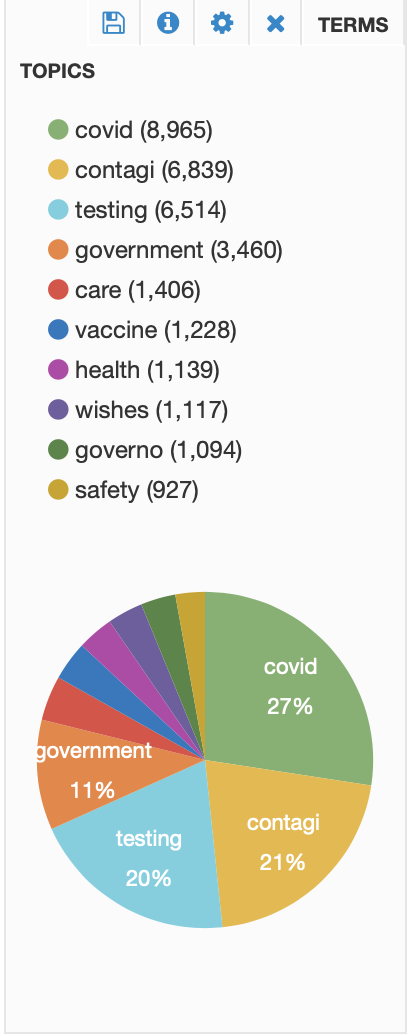 TERMS
TOPICS
covid (8,965)
contagi (6,839)
testing (6,514)
government (3,460)
care (1,406)
vaccine (1,228)
health (1,139)
wishes (1,117)
governo (1,094)
safety (927)
covid
27%
government
11%
contagi
21%
testing
20%